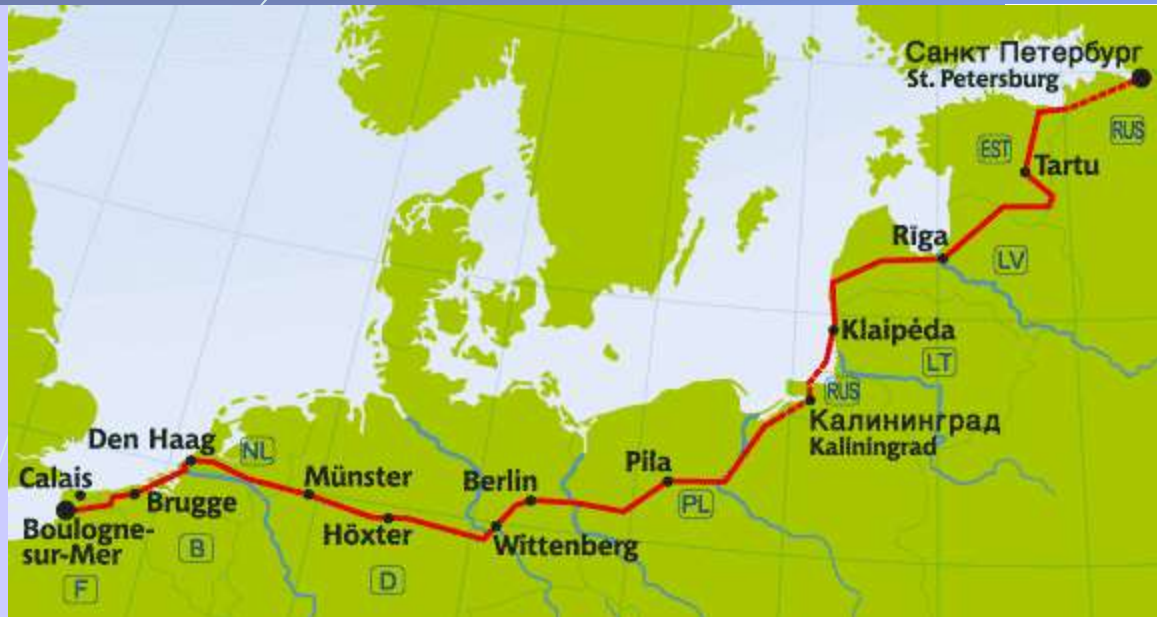 Санкт Петербург
St. Petersburg
RUS
EST
Tartu
Rīga
LV
Klaipėda
LT
RUS
Калининград
Kaliningrad
Den Haag
NL
Calais
Brugge
Boulogne-
sur-Mer
B
F
Münster
Höxter
D
Berlin
Wittenberg
Pila
PL